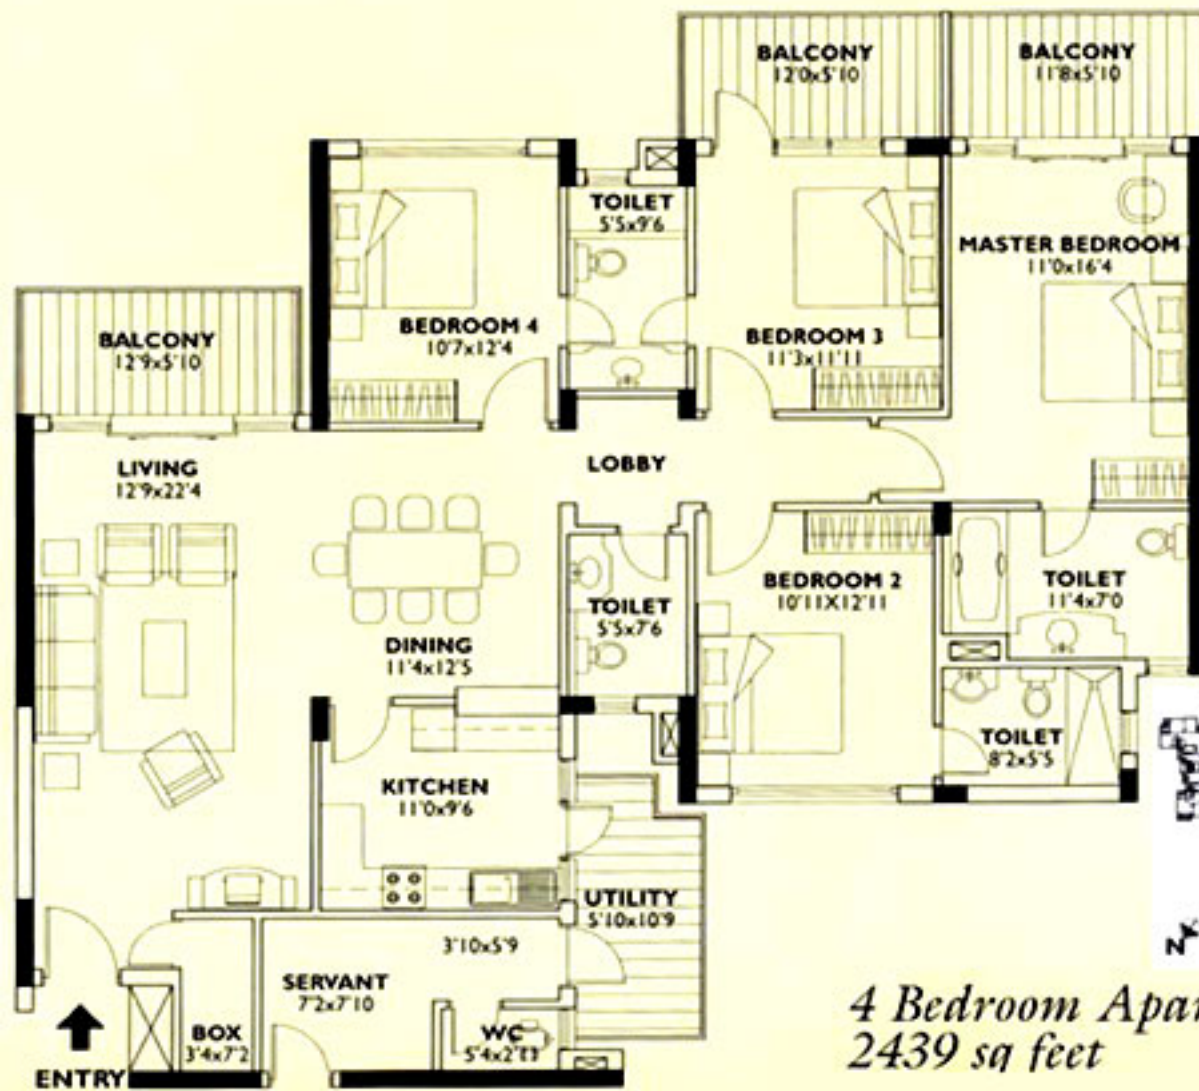 BALCONY
12'0x5'10
BALCONY
11'8x5'10
TOILET
5'5x9'6
MASTER BEDROOM
11'0x16'4
BEDROOM 4
10'7x12'4
BEDROOM 3
11'3x11'11
BALCONY
12'9x5'10
LIVING
12'9x22'4
LOBBY
BEDROOM 2
10'11X12'11
TOILET
11'4x7'0
TOILET
5'5x7'6
DINING
11'4x12'5
TOILET
8'2x5'5
KITCHEN
11'0x9'6
UTILITY
5'10x10'9
3'10x5'9
N
SERVANT
7'2x7'10
BOX
3'4x7'2
WC
ENTRY
4 Bedroom Apar
2439 sq feet